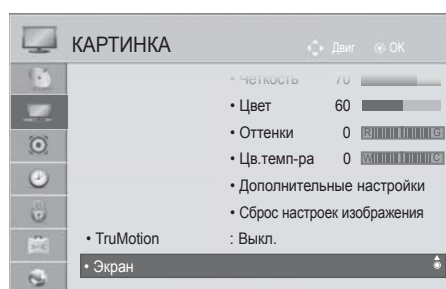 КАРТИНКА
Двиг ОК
• Четкость 70
• Цвет 60
• Оттенки 0 R G
• Цв.темп-ра 0 W C
• Дополнительные настройки
• Сброс настроек изображения
• TruMotion : Выкл.
• Экран